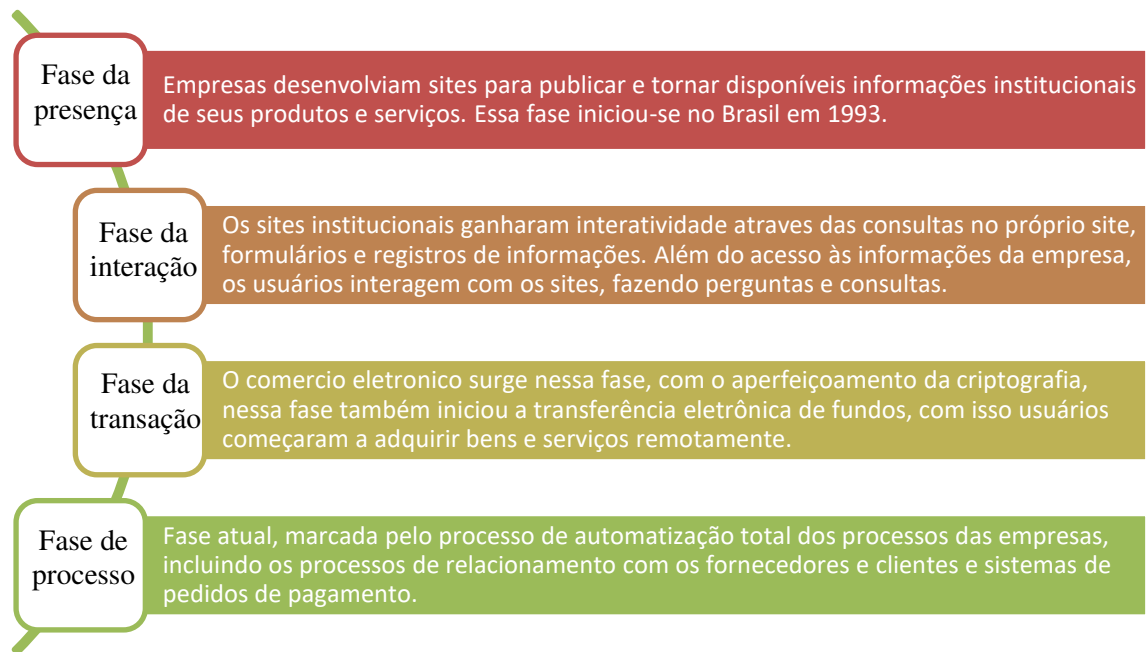 Fase da
presença
Empresas desenvolviam sites para publicar e tornar disponíveis informações institucionais
de seus produtos e serviços. Essa fase iniciou-se no Brasil em 1993.
Fase da
interação
Os sites institucionais ganharam interatividade atraves das consultas no próprio site,
formulários e registros de informações. Além do acesso às informações da empresa,
os usuários interagem com os sites, fazendo perguntas e consultas.
Fase da
transação
O comercio eletronico surge nessa fase, com o aperfeiçoamento da criptografia,
nessa fase também iniciou a transferência eletrônica de fundos, com isso usuários
começaram a adquirir bens e serviços remotamente.
Fase de
processo
Fase atual, marcada pelo processo de automatização total dos processos das empresas,
incluindo os processos de relacionamento com os fornecedores e clientes e sistemas de
pedidos de pagamento.